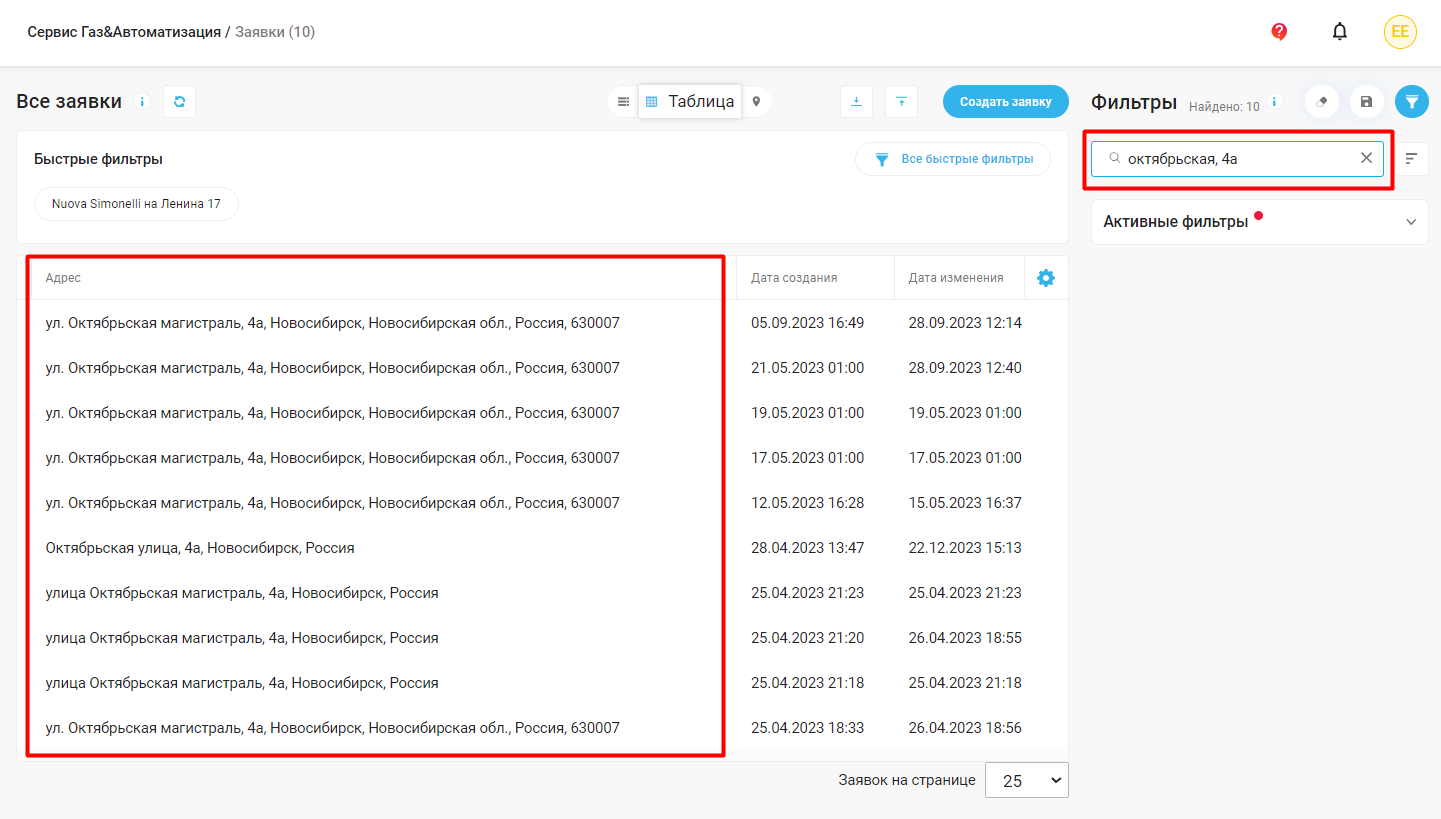 Сервис Газ&Автоматизация / Заявки (10)
EE
Все заявки
Таблица
Создать заявку
Фильтры Найдено: 10
Быстрые фильтры
Все быстрые фильтры
октябрьская, 4а
Nuova Simonelli на Ленина 17
Активные фильтры
Адрес Дата создания Дата изменения
ул. Октябрьская магистраль, 4а, Новосибирск, Новосибирская обл., Россия, 630007 05.09.2023 16:49 28.09.2023 12:14
ул. Октябрьская магистраль, 4а, Новосибирск, Новосибирская обл., Россия, 630007 21.05.2023 01:00 28.09.2023 12:40
ул. Октябрьская магистраль, 4а, Новосибирск, Новосибирская обл., Россия, 630007 19.05.2023 01:00 19.05.2023 01:00
ул. Октябрьская магистраль, 4а, Новосибирск, Новосибирская обл., Россия, 630007 17.05.2023 01:00 17.05.2023 01:00
ул. Октябрьская магистраль, 4а, Новосибирск, Новосибирская обл., Россия, 630007 12.05.2023 16:28 15.05.2023 16:37
Октябрьская улица, 4а, Новосибирск, Россия 28.04.2023 13:47 22.12.2023 15:13
улица Октябрьская магистраль, 4а, Новосибирск, Россия 25.04.2023 21:23 25.04.2023 21:23
улица Октябрьская магистраль, 4а, Новосибирск, Россия 25.04.2023 21:20 26.04.2023 18:55
улица Октябрьская магистраль, 4а, Новосибирск, Россия 25.04.2023 21:18 25.04.2023 21:18
ул. Октябрьская магистраль, 4а, Новосибирск, Новосибирская обл., Россия, 630007 25.04.2023 18:33 26.04.2023 18:56
Заявок на странице 25